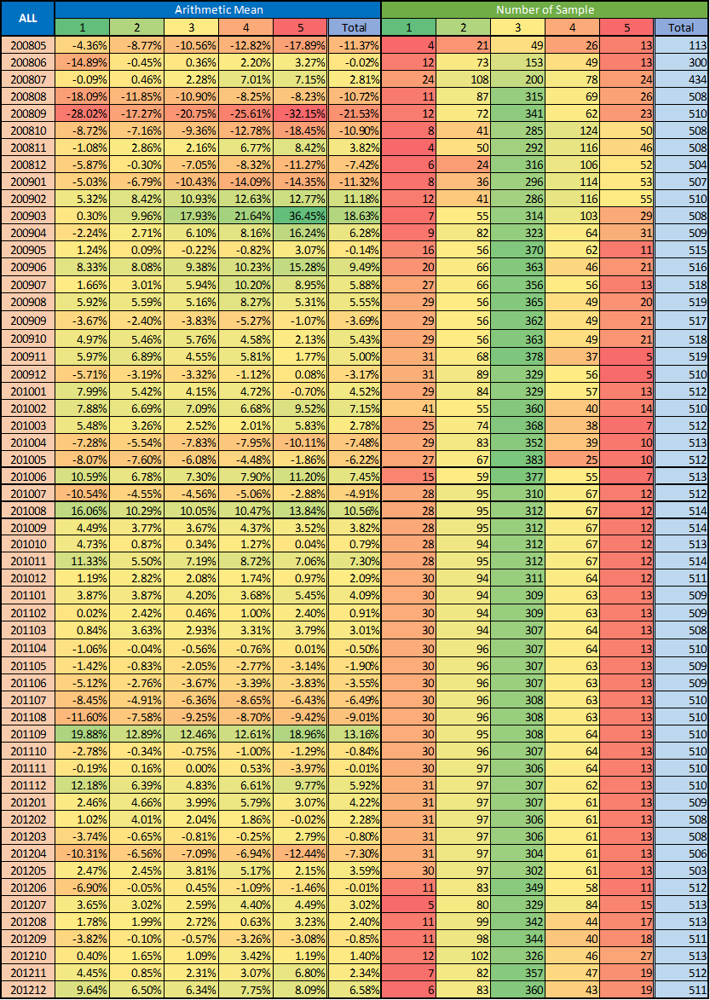 ALL Arithmetic Mean Number of Sample
1 2 3 4 5 Total 1 2 3 4 5 Total
200805 -4.36% -8.77% -10.56% -12.82% -17.89% -11.37% 4 21 49 26 13 113
200806 -14.89% -0.45% 0.36% 2.20% 3.27% -0.02% 12 73 153 49 13 300
200807 -0.09% 0.46% 2.28% 7.01% 7.15% 2.81% 24 108 200 78 24 434
200808 -18.09% -11.85% -10.90% -8.25% -8.23% -10.72% 11 87 315 69 26 508
200809 -28.02% -17.27% -20.75% -25.61% -32.15% -21.53% 12 72 341 62 23 510
200810 -8.72% -7.16% -9.36% -12.78% -18.45% -10.90% 8 41 285 124 50 508
200811 -1.08% 2.86% 2.16% 6.77% 8.42% 3.82% 4 50 292 116 46 508
200812 -5.87% -0.30% -7.05% -8.32% -11.27% -7.42% 6 24 316 106 52 504
200901 -5.03% -6.79% -10.43% -14.09% -14.35% -11.32% 8 36 296 114 53 507
200902 5.32% 8.42% 10.93% 12.63% 12.77% 11.18% 12 41 286 116 55 510
200903 0.30% 9.96% 17.93% 21.64% 36.45% 18.63% 7 55 314 103 29 508
200904 -2.24% 2.71% 6.10% 8.16% 16.24% 6.28% 9 82 323 64 31 509
200905 1.24% 0.09% -0.22% -0.82% 3.07% -0.14% 16 56 370 62 11 515
200906 8.33% 8.08% 9.38% 10.23% 15.28% 9.49% 20 66 363 46 21 516
200907 1.66% 3.01% 5.94% 10.20% 8.95% 5.88% 27 66 356 56 13 518
200908 5.92% 5.59% 5.16% 8.27% 5.31% 5.55% 29 56 365 49 20 519
200909 -3.67% -2.40% -3.83% -5.27% -1.07% -3.69% 29 56 362 49 21 517
200910 4.97% 5.46% 5.76% 4.58% 2.13% 5.43% 29 56 363 49 21 518
200911 5.97% 6.89% 4.55% 5.81% 1.77% 5.00% 31 68 378 37 5 519
200912 -5.71% -3.19% -3.32% -1.12% 0.08% -3.17% 31 89 329 56 5 510
201001 7.99% 5.42% 4.15% 4.72% -0.70% 4.52% 29 84 329 57 13 512
201002 7.88% 6.69% 7.09% 6.68% 9.52% 7.15% 41 55 360 40 14 510
201003 5.48% 3.26% 2.52% 2.01% 5.83% 2.78% 25 74 368 38 7 512
201004 -7.28% -5.54% -7.83% -7.95% -10.11% -7.48% 29 83 352 39 10 513
201005 -8.07% -7.60% -6.08% -4.48% -1.86% -6.22% 27 67 383 25 10 512
201006 10.59% 6.78% 7.30% 7.90% 11.20% 7.45% 15 59 377 55 7 513
201007 -10.54% -4.55% -4.56% -5.06% -2.88% -4.91% 28 95 310 67 12 512
201008 16.06% 10.29% 10.05% 10.47% 13.84% 10.56% 28 95 312 67 12 514
201009 4.49% 3.77% 3.67% 4.37% 3.52% 3.82% 28 95 312 67 12 514
201010 4.73% 0.87% 0.34% 1.27% 0.04% 0.79% 28 94 312 67 12 513
201011 11.33% 5.50% 7.19% 8.72% 7.06% 7.30% 28 95 312 67 12 514
201012 1.19% 2.82% 2.08% 1.74% 0.97% 2.09% 30 94 311 64 12 511
201101 3.87% 3.87% 4.20% 3.68% 5.45% 4.09% 30 94 309 63 13 509
201102 0.02% 2.42% 0.46% 1.00% 2.40% 0.91% 30 94 309 63 13 509
201103 0.84% 3.63% 2.93% 3.31% 3.79% 3.01% 30 94 307 64 13 508
201104 -1.06% -0.04% -0.56% -0.76% 0.01% -0.50% 30 96 307 64 13 510
201105 -1.42% -0.83% -2.05% -2.77% -3.14% -1.90% 30 96 307 63 13 509
201106 -5.12% -2.76% -3.67% -3.39% -3.83% -3.55% 30 96 307 63 13 509
201107 -8.45% -4.91% -6.36% -8.65% -6.43% -6.49% 30 96 308 63 13 510
201108 -11.60% -7.58% -9.25% -8.70% -9.42% -9.01% 30 96 308 63 13 510
201109 19.88% 12.89% 12.46% 12.61% 18.96% 13.16% 30 95 308 64 13 510
201110 -2.78% -0.34% -0.75% -1.00% -1.29% -0.84% 30 96 307 64 13 510
201111 -0.19% 0.16% 0.00% 0.53% -3.97% -0.01% 30 97 306 64 13 510
201112 12.18% 6.39% 4.83% 6.61% 9.77% 5.92% 31 97 307 62 13 510
201201 2.46% 4.66% 3.99% 5.79% 3.07% 4.22% 31 97 307 61 13 509
201202 1.02% 4.01% 2.04% 1.86% -0.02% 2.28% 31 97 306 61 13 508
201203 -3.74% -0.65% -0.81% -0.25% 2.79% -0.80% 31 97 306 61 13 508
201204 -10.31% -6.56% -7.09% -6.94% -12.44% -7.30% 31 97 304 61 13 506
201205 2.47% 2.45% 3.81% 5.17% 2.15% 3.59% 30 97 302 61 13 503
201206 -6.90% -0.05% 0.45% -1.09% -1.46% -0.01% 11 83 349 58 11 512
201207 3.65% 3.02% 2.59% 4.40% 4.49% 3.02% 5 80 329 84 15 513
201208 1.78% 1.99% 2.72% 0.63% 3.23% 2.40% 11 99 342 44 17 513
201209 -3.82% -0.10% -0.57% -3.26% -3.08% -0.85% 11 98 344 40 18 511
201210 0.40% 1.65% 1.09% 3.42% 1.19% 1.40% 12 102 326 46 27 513
201211 4.45% 0.85% 2.31% 3.07% 6.80% 2.34% 7 82 357 47 19 512
201212 9.64% 6.50% 6.34% 7.75% 8.09% 6.58% 6 83 360 43 19 511